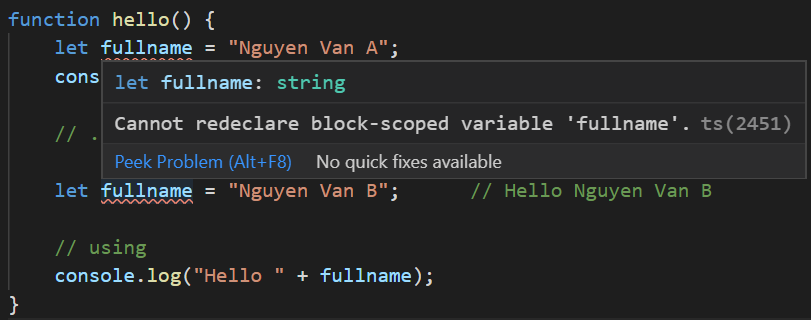 function hello() {
let fullname = "Nguyen Van A";
cons
let fullname: string
Cannot redeclare block-scoped variable 'fullname'. ts(2451)
// .
Peek Problem (Alt+F8) No quick fixes available
let fullname = "Nguyen Van B"; // Hello Nguyen Van B
// using
console.log("Hello " + fullname);
}